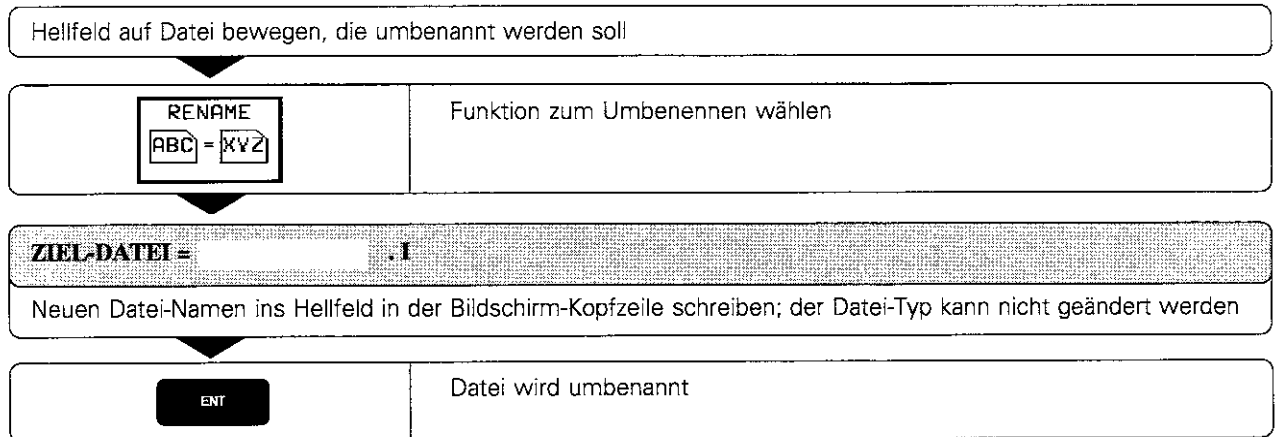 Hellfeld auf Datei bewegen, die umbenannt werden soll
RENAME
ABC = XYZ
Funktion zum Umbenennen wählen
ZIEL-DATEI = .I
Neuen Datei-Namen ins Hellfeld in der Bildschirm-Kopfzeile schreiben; der Datei-Typ kann nicht geändert werden
ENT
Datei wird umbenannt